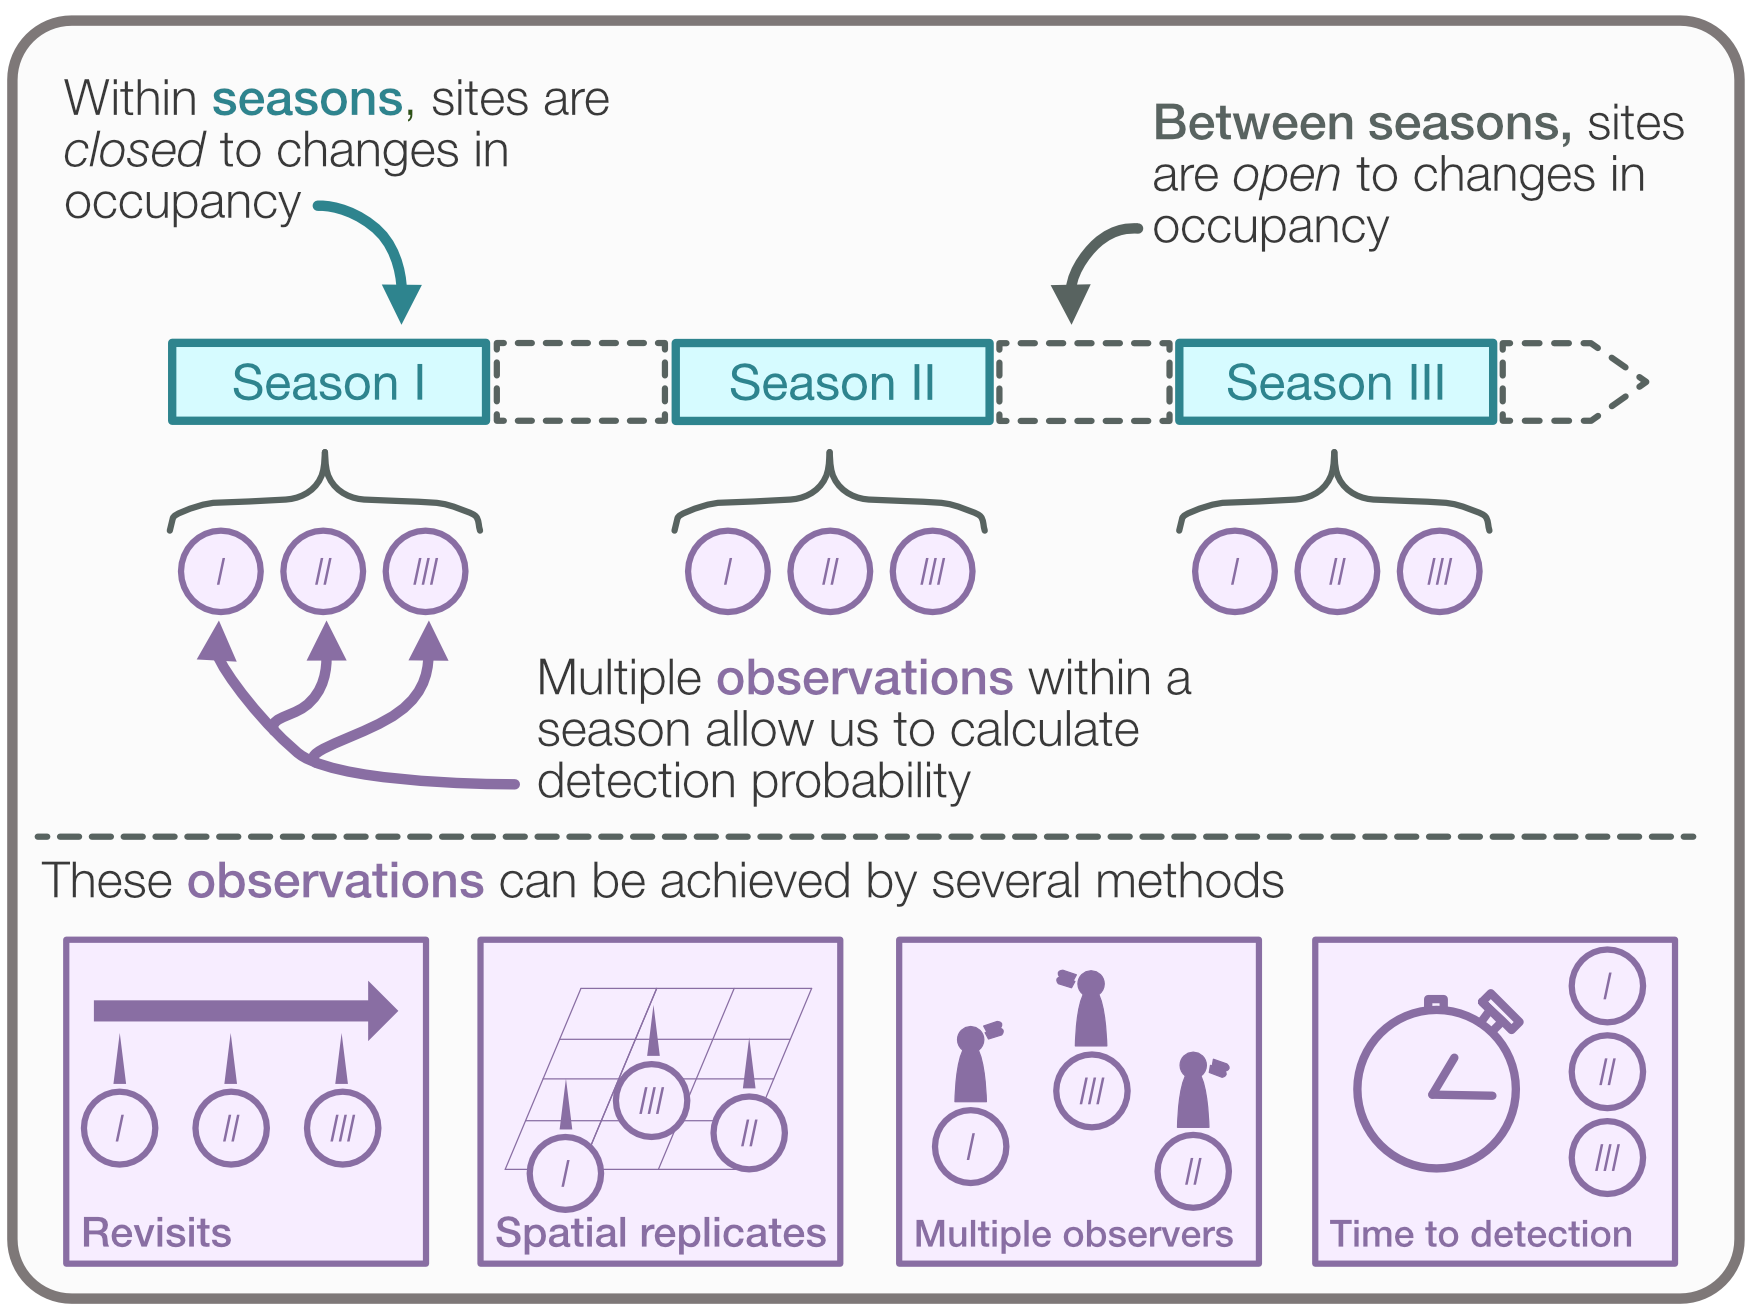 Within seasons, sites are
closed to changes in
occupancy
Between seasons, sites
are open to changes in
occupancy
Season I
Season II
Season III
I II III
I II III
I II III
Multiple observations within a
season allow us to calculate
detection probability
These observations can be achieved by several methods
I II III
Revisits
III
II
I
Spatial replicates
III
I
II
Multiple observers
I
II
III
Time to detection